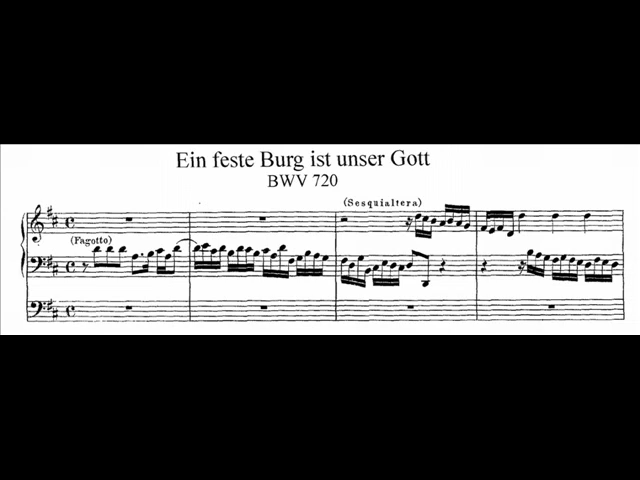 Ein feste Burg ist unser Gott
BWV 720
(Sesquialtera)
(Fagotto)